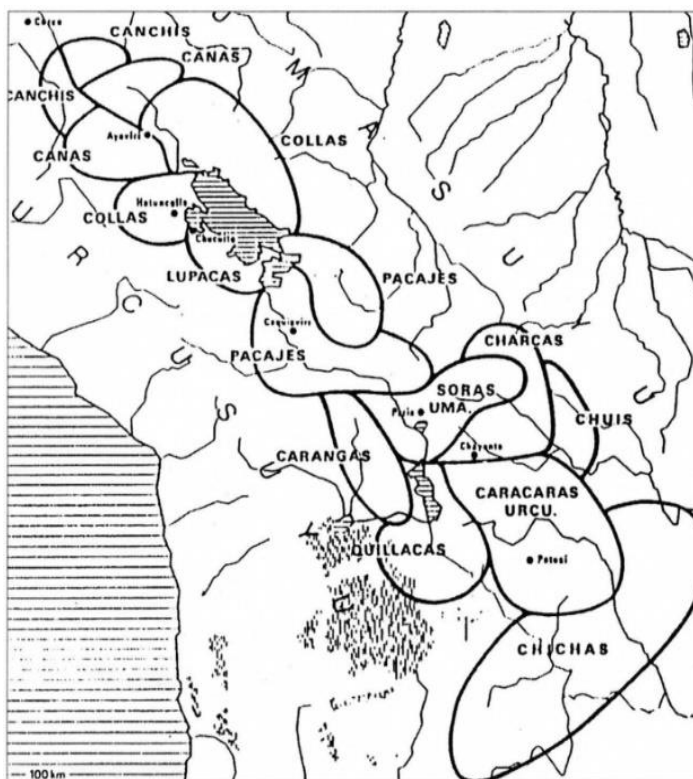 Cuzco
CANCHIS
CANAS
CANCHIS
Ayaviri
COLLAS
CANAS
Hatuncolla
COLLAS
Chucuito
LUPACAS
PACAJES
Caquiaviri
PACAJES
CHARCAS
SORAS
UMA.
Paria
CHUIS
Chayanta
CARANGAS
CARACARAS
URCU.
QUILLACAS
Potosí
CHICHAS
U
M
A
S
U
U
U
R
C
U
S
U
Y
U
100 km